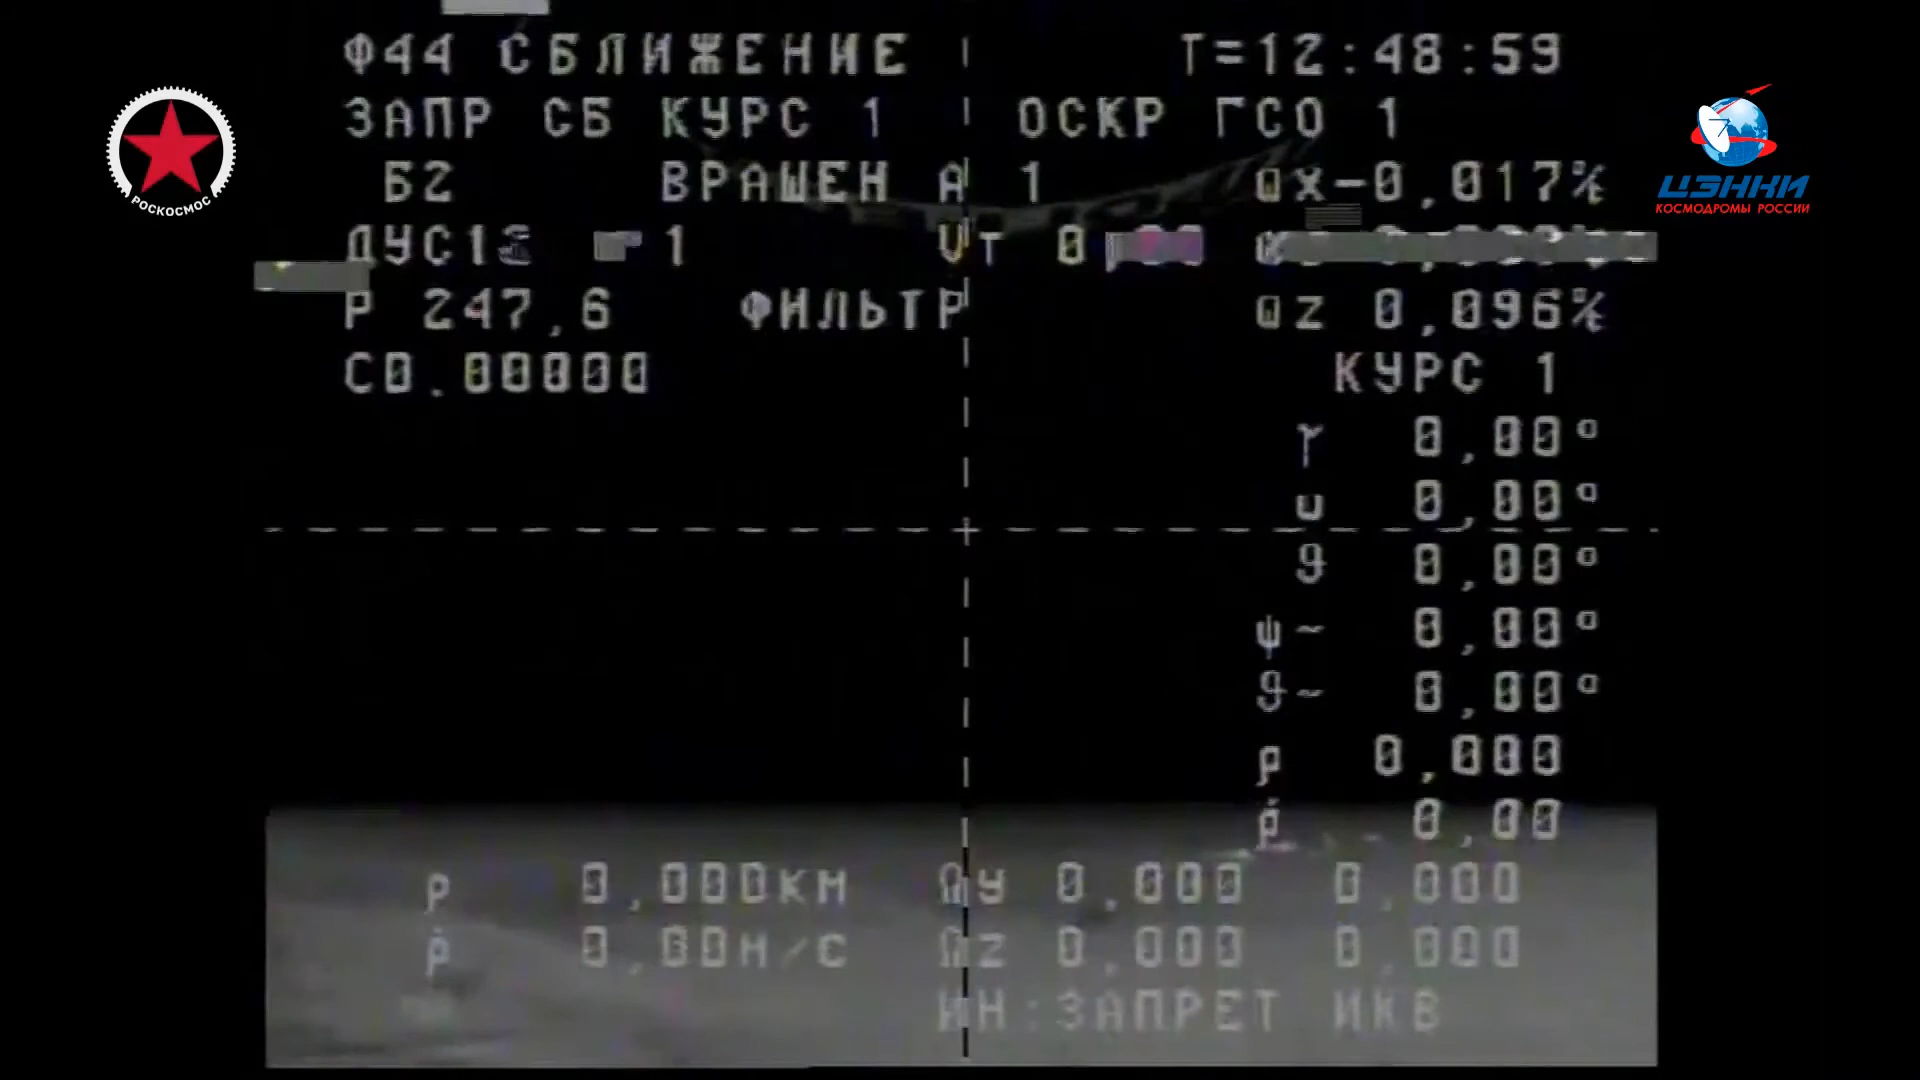 Ф44 СБЛИЖЕНИЕ Т=12:48:59
ЗАПР СБ КУРС 1 ОСКР ГСО 1
Б2 ВРАЩЕН А 1 ωx-0,017%
ДУС1 1 VТ
Р 247,6 ФИЛЬТР ωz 0,096%
С0.00000 КУРС 1
γ 0,00°
υ 0,00°
ϑ 0,00°
ψ~ 0,00°
ϑ~ 0,00°
ρ 0,000
ρ̇ 0,00
ρ 0,000КМ Ωy 0,000 0,000
ρ̇ 0,00М/С Ωz 0,000 0,000
ИН:ЗАПРЕТ ИКВ
РОСКОСМОС
ЦЭНКИ
КОСМОДРОМЫ РОССИИ